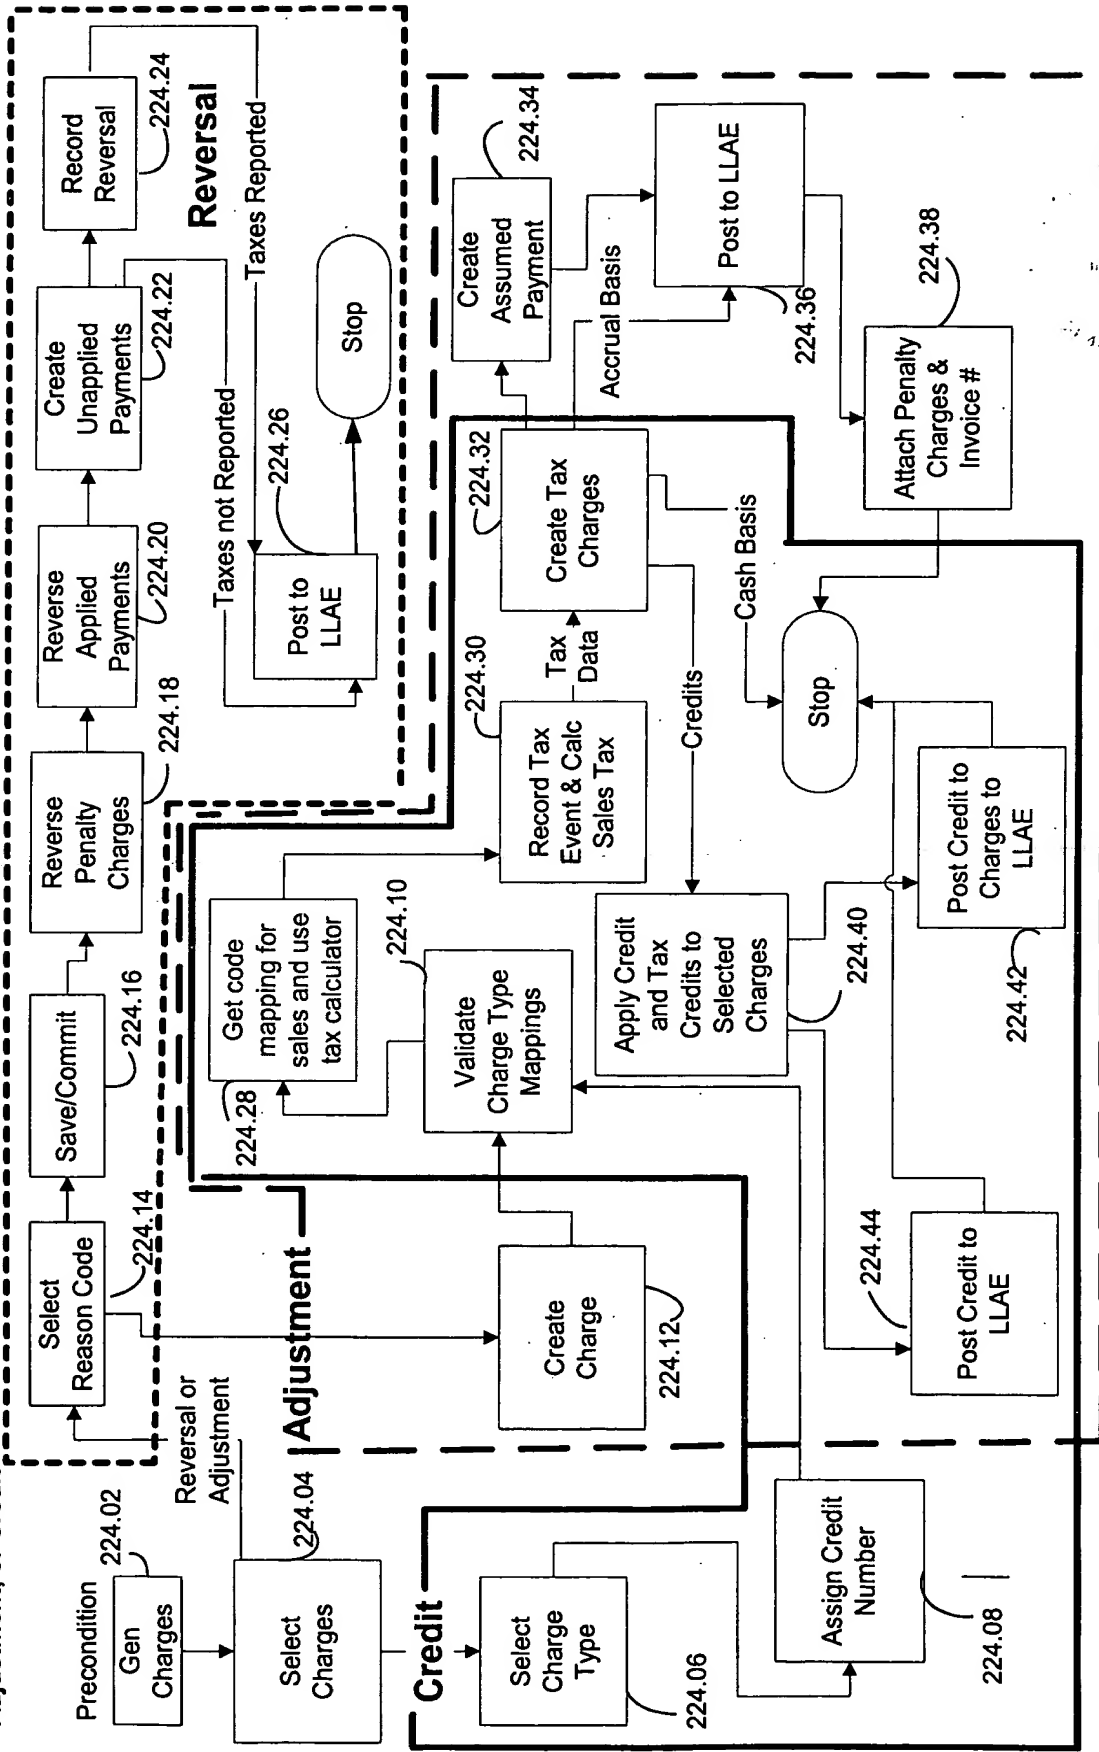 Precondition
Gen
Charges
224.02
Select
Charges
224.04
Reversal or
Adjustment
Select
Reason Code
224.14
Save/Commit
224.16
Reverse
Penalty
Charges
224.18
Reverse
Applied
Payments
224.20
Create
Unapplied
Payments
224.22
Record
Reversal
224.24
Reversal
Taxes not Reported
Taxes Reported
Post to
LLAE
224.26
Stop
Adjustment
Create
Charge
224.12
Validate
Charge Type
Mappings
224.10
Get code
mapping for
sales and use
tax calculator
224.28
Record Tax
Event & Calc
Sales Tax
224.30
Tax
Data
Create Tax
Charges
224.32
Create
Assumed
Payment
224.34
Accrual Basis
Post to LLAE
224.36
Attach Penalty
Charges &
Invoice #
224.38
Cash Basis
Credits
Stop
Credit
Select
Charge
Type
224.06
Assign Credit
Number
224.08
Apply Credit
and Tax
Credits to
Selected
Charges
224.40
Post Credit to
Charges to
LLAE
224.42
Post Credit to
LLAE
224.44